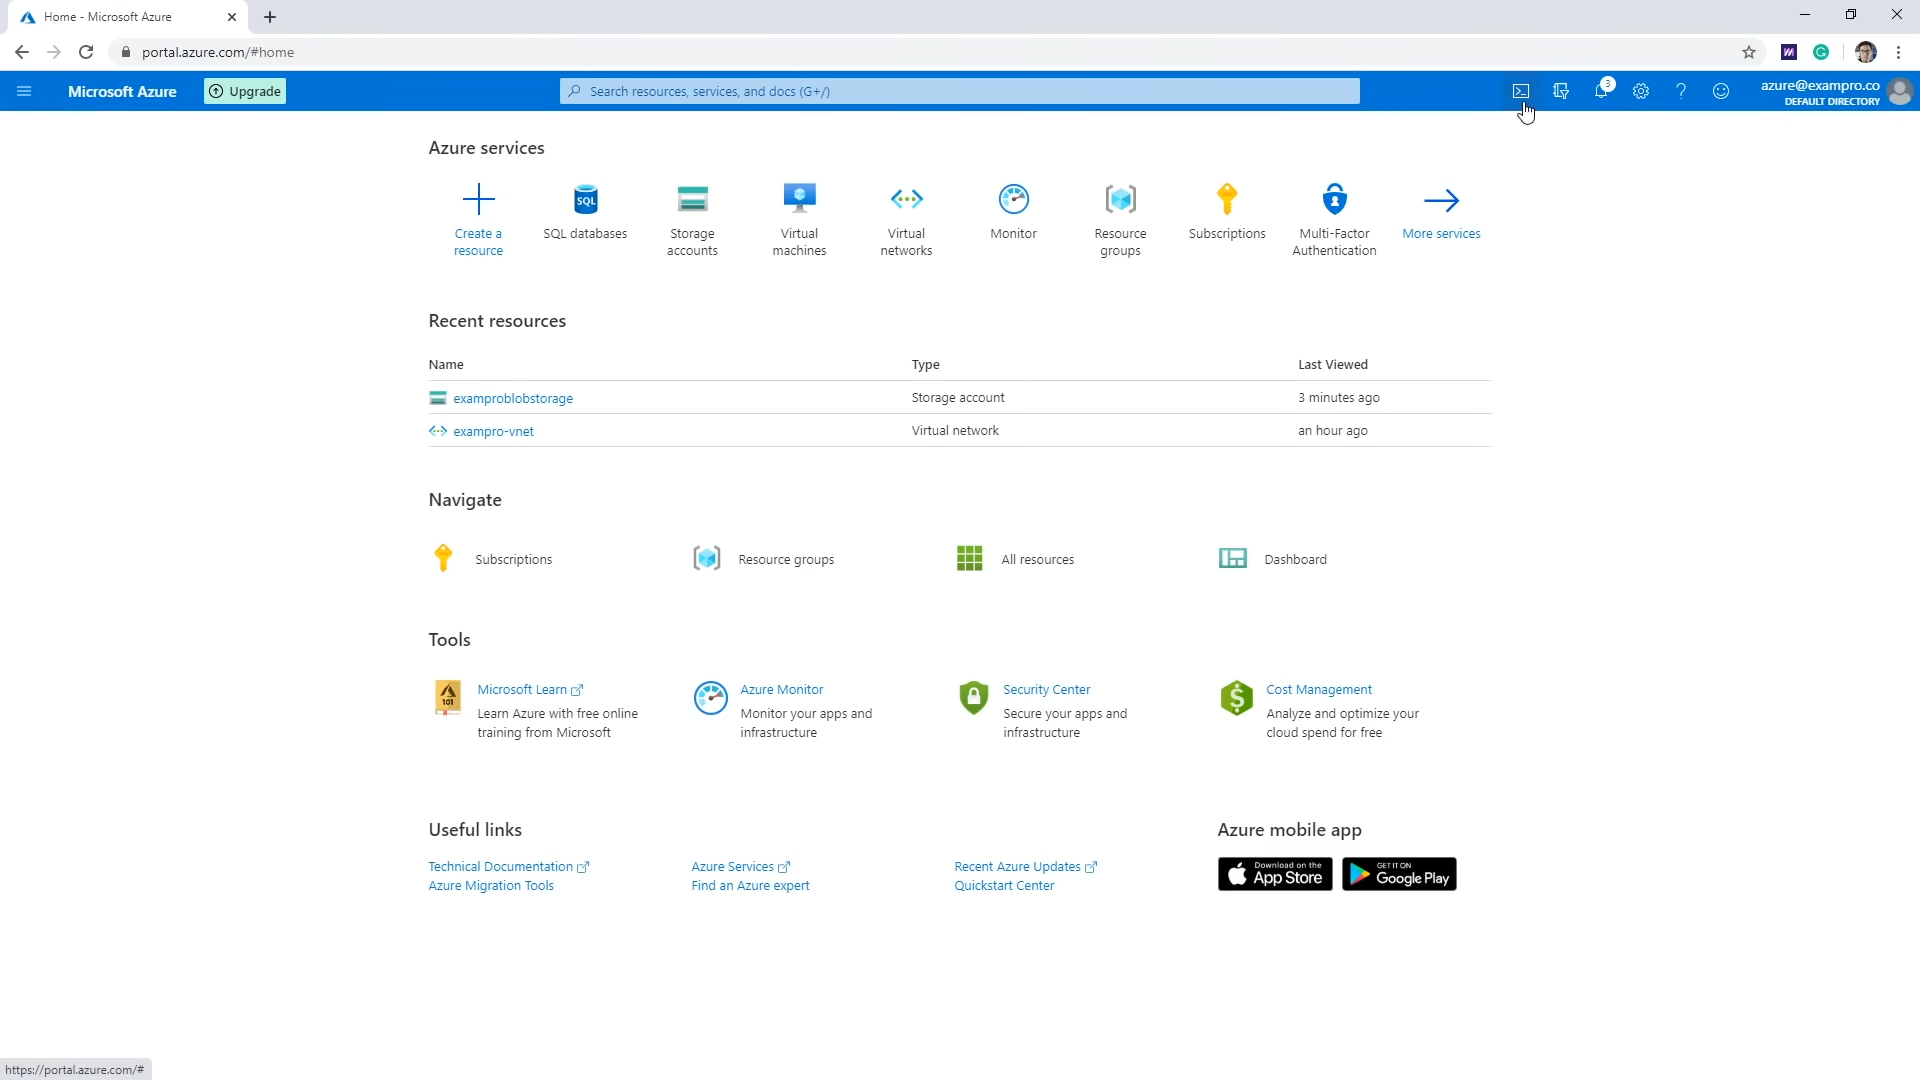 Home - Microsoft Azure
portal.azure.com/#home
Microsoft Azure
Upgrade
Search resources, services, and docs (G+/)
3
azure@exampro.co
DEFAULT DIRECTORY
Azure services
Create a
resource
SQL
SQL databases
Storage
accounts
Virtual
machines
Virtual
networks
Monitor
Resource
groups
Subscriptions
Multi-Factor
Authentication
More services
Recent resources
Name Type Last Viewed
examproblobstorage Storage account 3 minutes ago
exampro-vnet Virtual network an hour ago
Navigate
Subscriptions
Resource groups
All resources
Dashboard
Tools
101
Microsoft Learn
Learn Azure with free online
training from Microsoft
Azure Monitor
Monitor your apps and
infrastructure
Security Center
Secure your apps and
infrastructure
Cost Management
Analyze and optimize your
cloud spend for free
Useful links
Technical Documentation
Azure Migration Tools
Azure Services
Find an Azure expert
Recent Azure Updates
Quickstart Center
Azure mobile app
Download on the
App Store
GET IT ON
Google Play
https://portal.azure.com/#